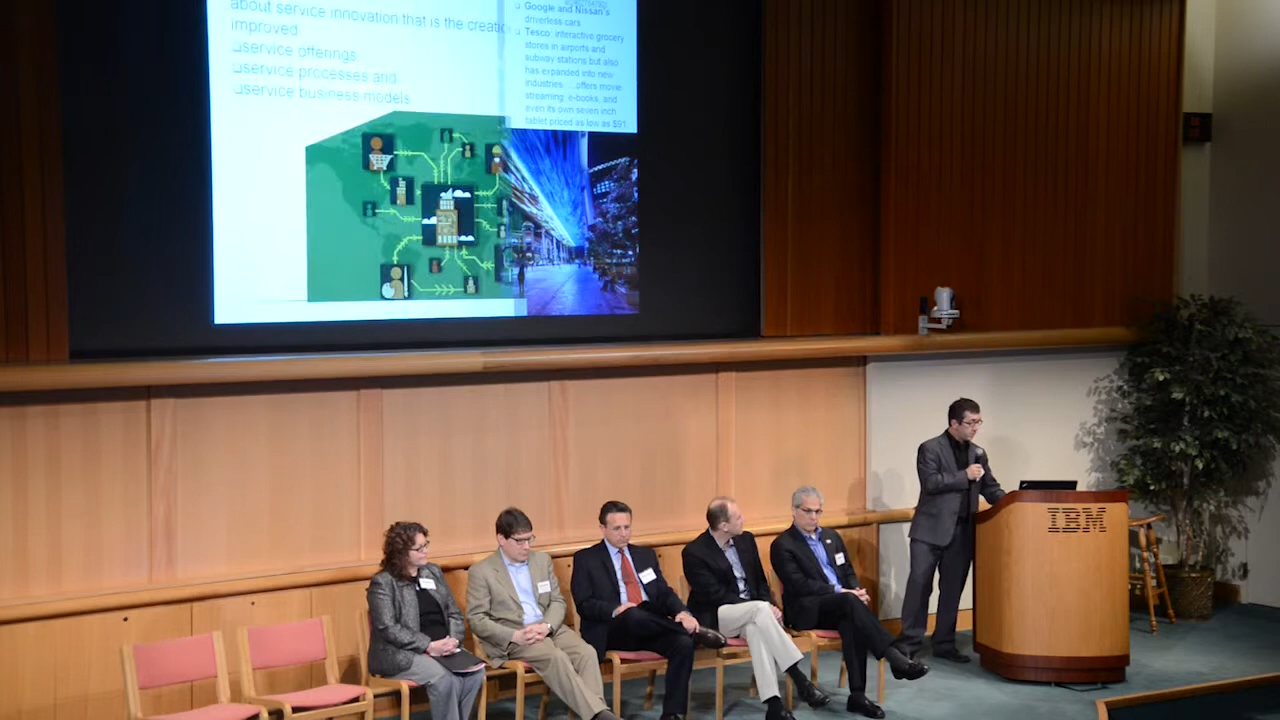 about service innovation that is the creatio
improved
❑service offerings
❑service processes and
❑service business models
❑ Google and Nissan's
driverless cars
❑ Tesco: interactive grocery
stores in airports and
subway stations but also
has expanded into new
industries. ...offers movie
streaming, e-books, and
even its own seven inch
tablet priced as low as $91
IBM